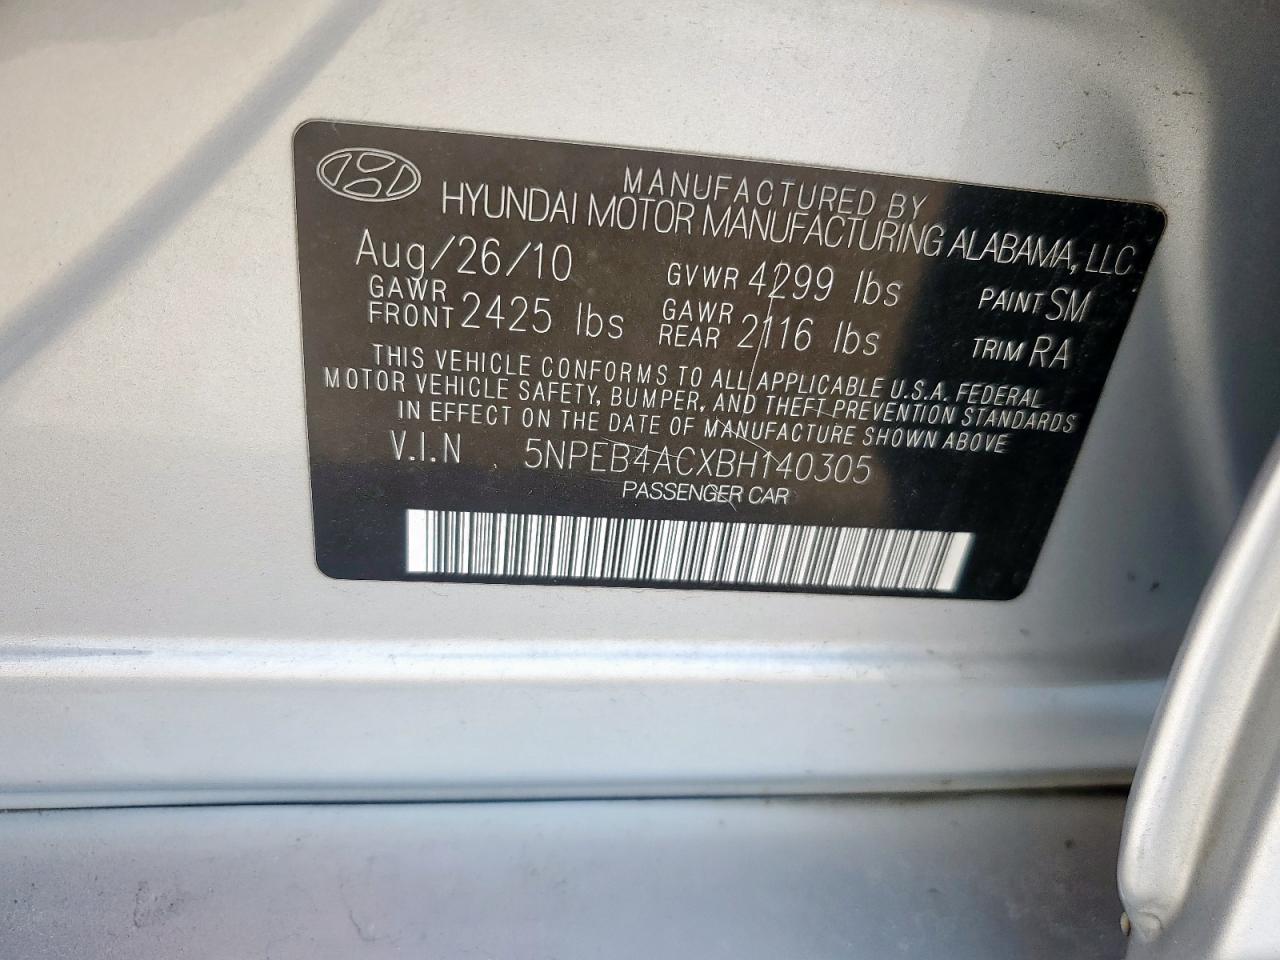 MANUFACTURED BY
HYUNDAI MOTOR MANUFACTURING ALABAMA, LLC
Aug/26/10 GVWR 4299 lbs PAINT SM
GAWR FRONT 2425 lbs GAWR REAR 2116 lbs TRIM RA
THIS VEHICLE CONFORMS TO ALL APPLICABLE U.S.A. FEDERAL
MOTOR VEHICLE SAFETY, BUMPER, AND THEFT PREVENTION STANDARDS
IN EFFECT ON THE DATE OF MANUFACTURE SHOWN ABOVE
V.I.N 5NPEB4ACXBH140305
PASSENGER CAR